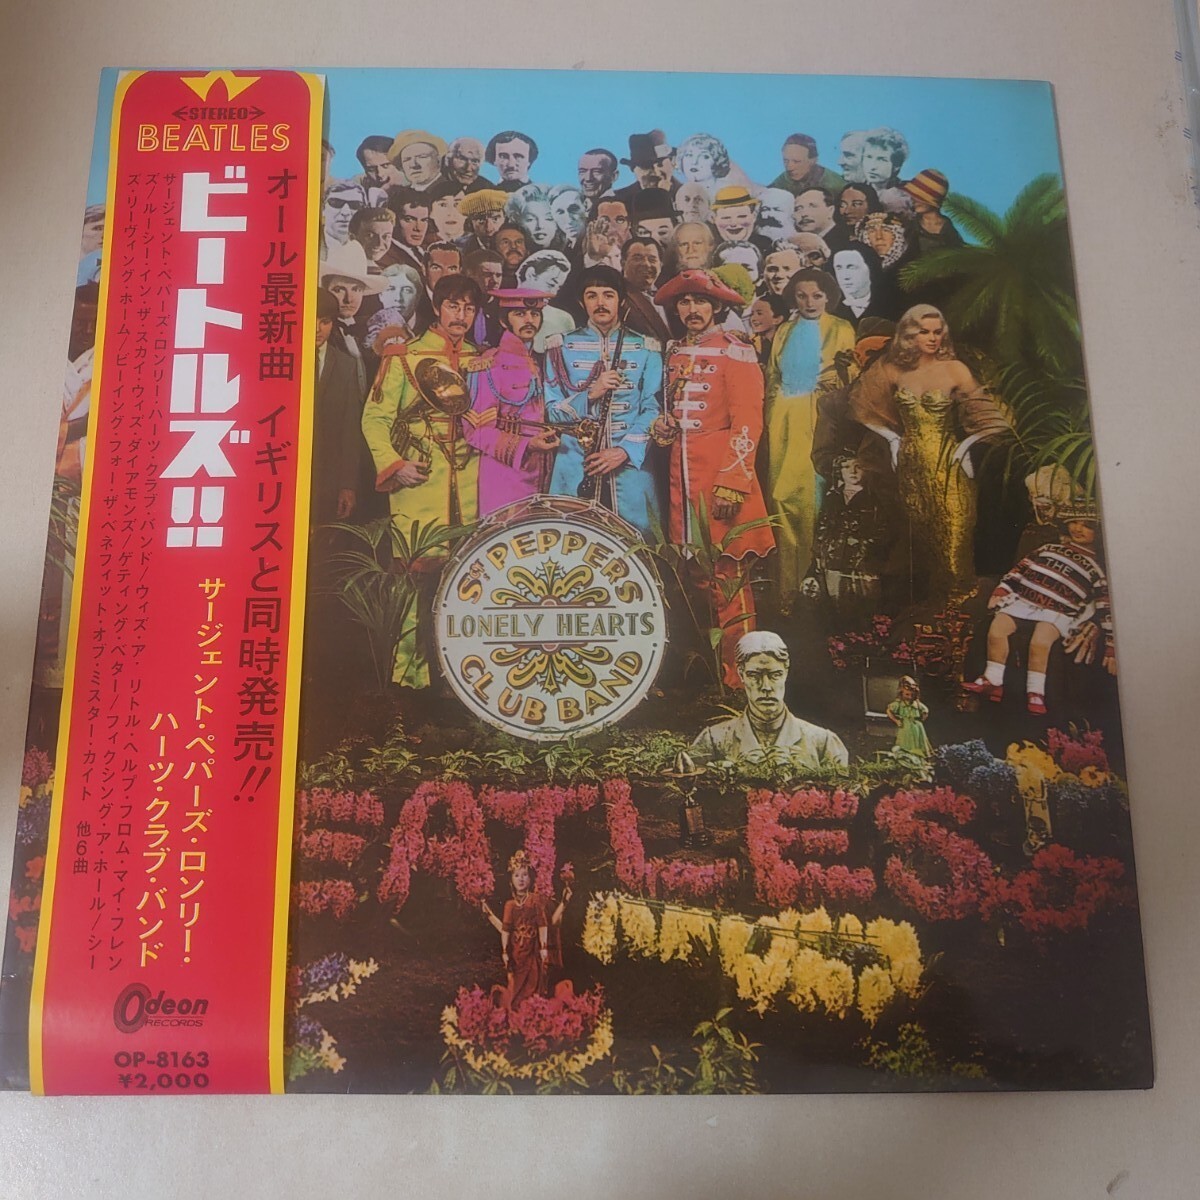 ←STEREO→
BEATLES
オール最新曲 イギリスと同時発売!!
ビートルズ!!
サージェント・ペパーズ・ロンリー・
ハーツ・クラブ・バンド
サージェント・ペパーズ・ロンリー・ハーツ・クラブ・バンド/ウィズ・ア・リトル・ヘルプ・フロム・マイ・フレン
ズ/ルーシー・イン・ザ・スカイ・ウィズ・ダイアモンズ/ゲティング・ベター/フィクシング・ア・ホール/シー
ズ・リーヴィング・ホーム/ビーイング・フォー・ザ・ベネフィット・オブ・ミスター・カイト 他6曲
Odeon
RECORDS
OP-8163
¥2,000
SGT PEPPERS
LONELY HEARTS
CLUB BAND
WELCOME
THE
EATLES